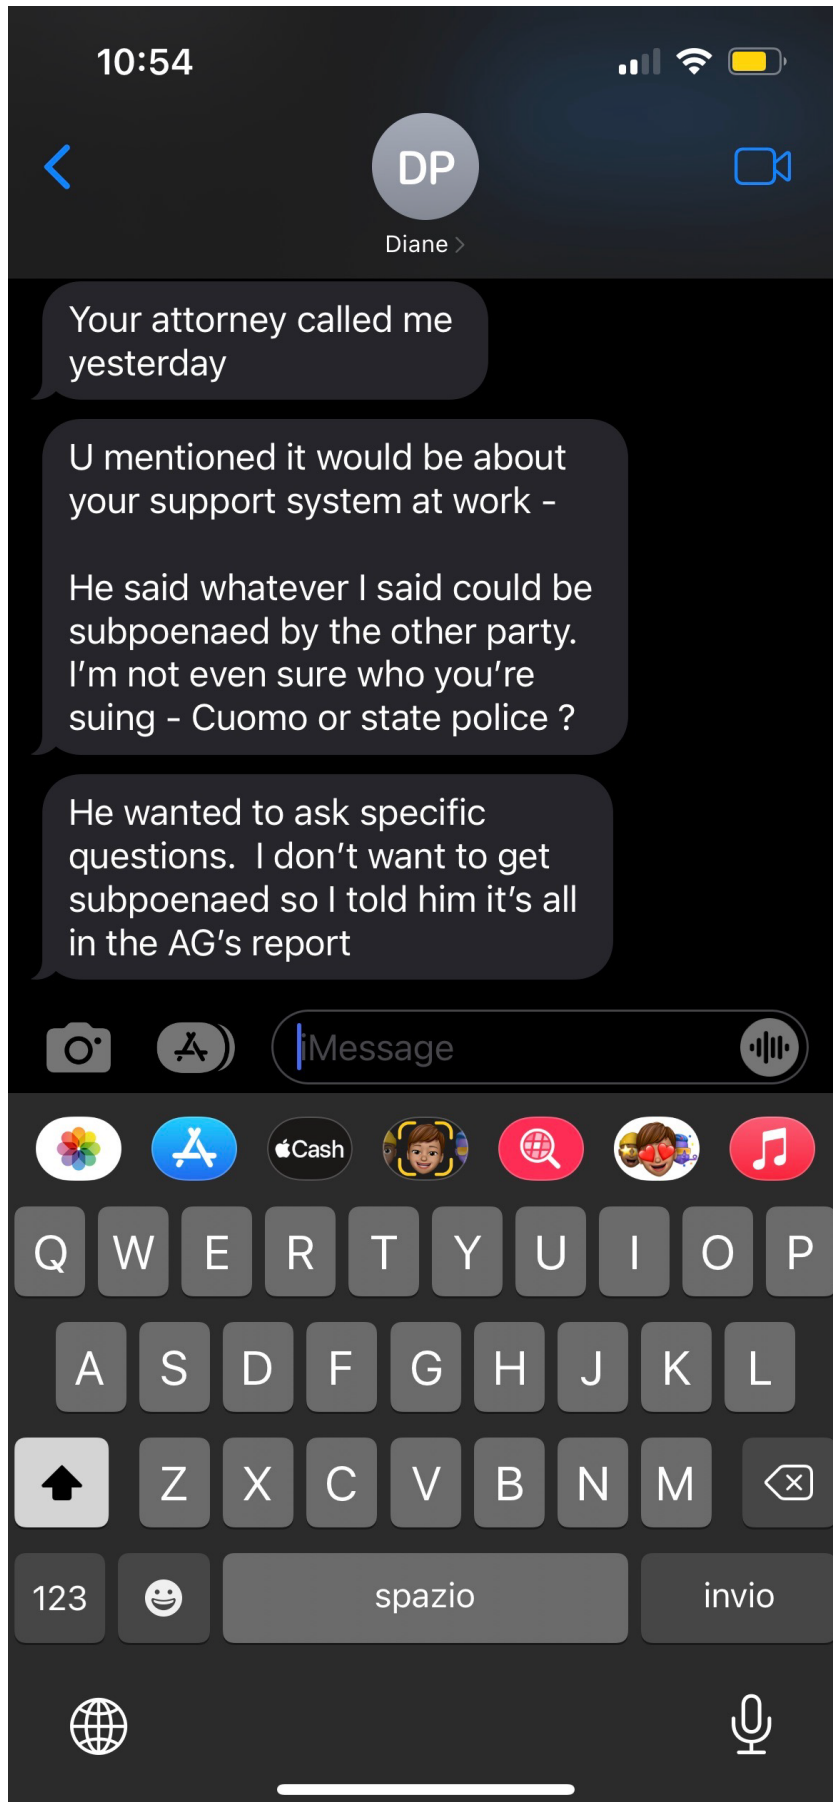 10:54
DP
Diane
Your attorney called me
yesterday
U mentioned it would be about
your support system at work -
He said whatever I said could be
subpoenaed by the other party.
I'm not even sure who you're
suing - Cuomo or state police ?
He wanted to ask specific
questions.  I don't want to get
subpoenaed so I told him it's all
in the AG's report
iMessage
Cash
Q W E R T Y U I O P
A S D F G H J K L
Z X C V B N M
123 spazio invio